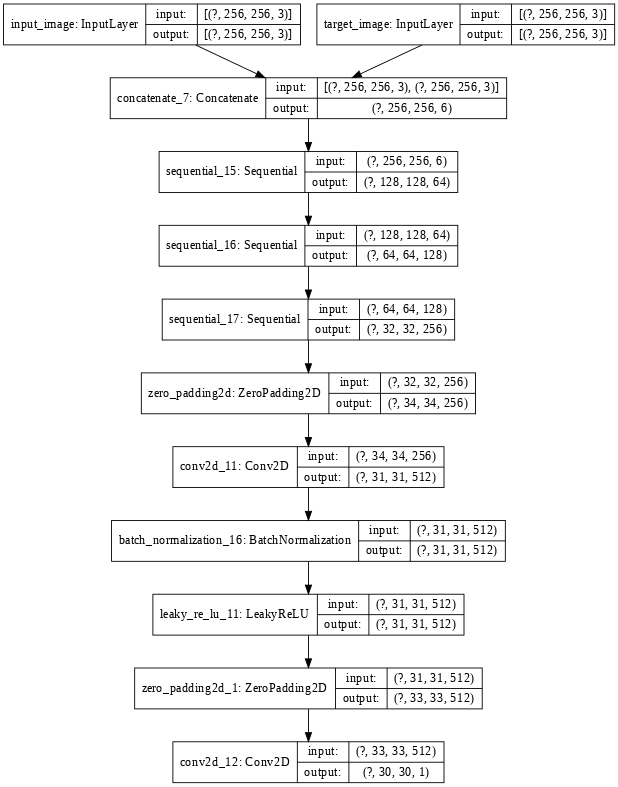 input_image: InputLayer
input: [(?, 256, 256, 3)]
output: [(?, 256, 256, 3)]
target_image: InputLayer
input: [(?, 256, 256, 3)]
output: [(?, 256, 256, 3)]
concatenate_7: Concatenate
input: [(?, 256, 256, 3), (?, 256, 256, 3)]
output: (?, 256, 256, 6)
sequential_15: Sequential
input: (?, 256, 256, 6)
output: (?, 128, 128, 64)
sequential_16: Sequential
input: (?, 128, 128, 64)
output: (?, 64, 64, 128)
sequential_17: Sequential
input: (?, 64, 64, 128)
output: (?, 32, 32, 256)
zero_padding2d: ZeroPadding2D
input: (?, 32, 32, 256)
output: (?, 34, 34, 256)
conv2d_11: Conv2D
input: (?, 34, 34, 256)
output: (?, 31, 31, 512)
batch_normalization_16: BatchNormalization
input: (?, 31, 31, 512)
output: (?, 31, 31, 512)
leaky_re_lu_11: LeakyReLU
input: (?, 31, 31, 512)
output: (?, 31, 31, 512)
zero_padding2d_1: ZeroPadding2D
input: (?, 31, 31, 512)
output: (?, 33, 33, 512)
conv2d_12: Conv2D
input: (?, 33, 33, 512)
output: (?, 30, 30, 1)